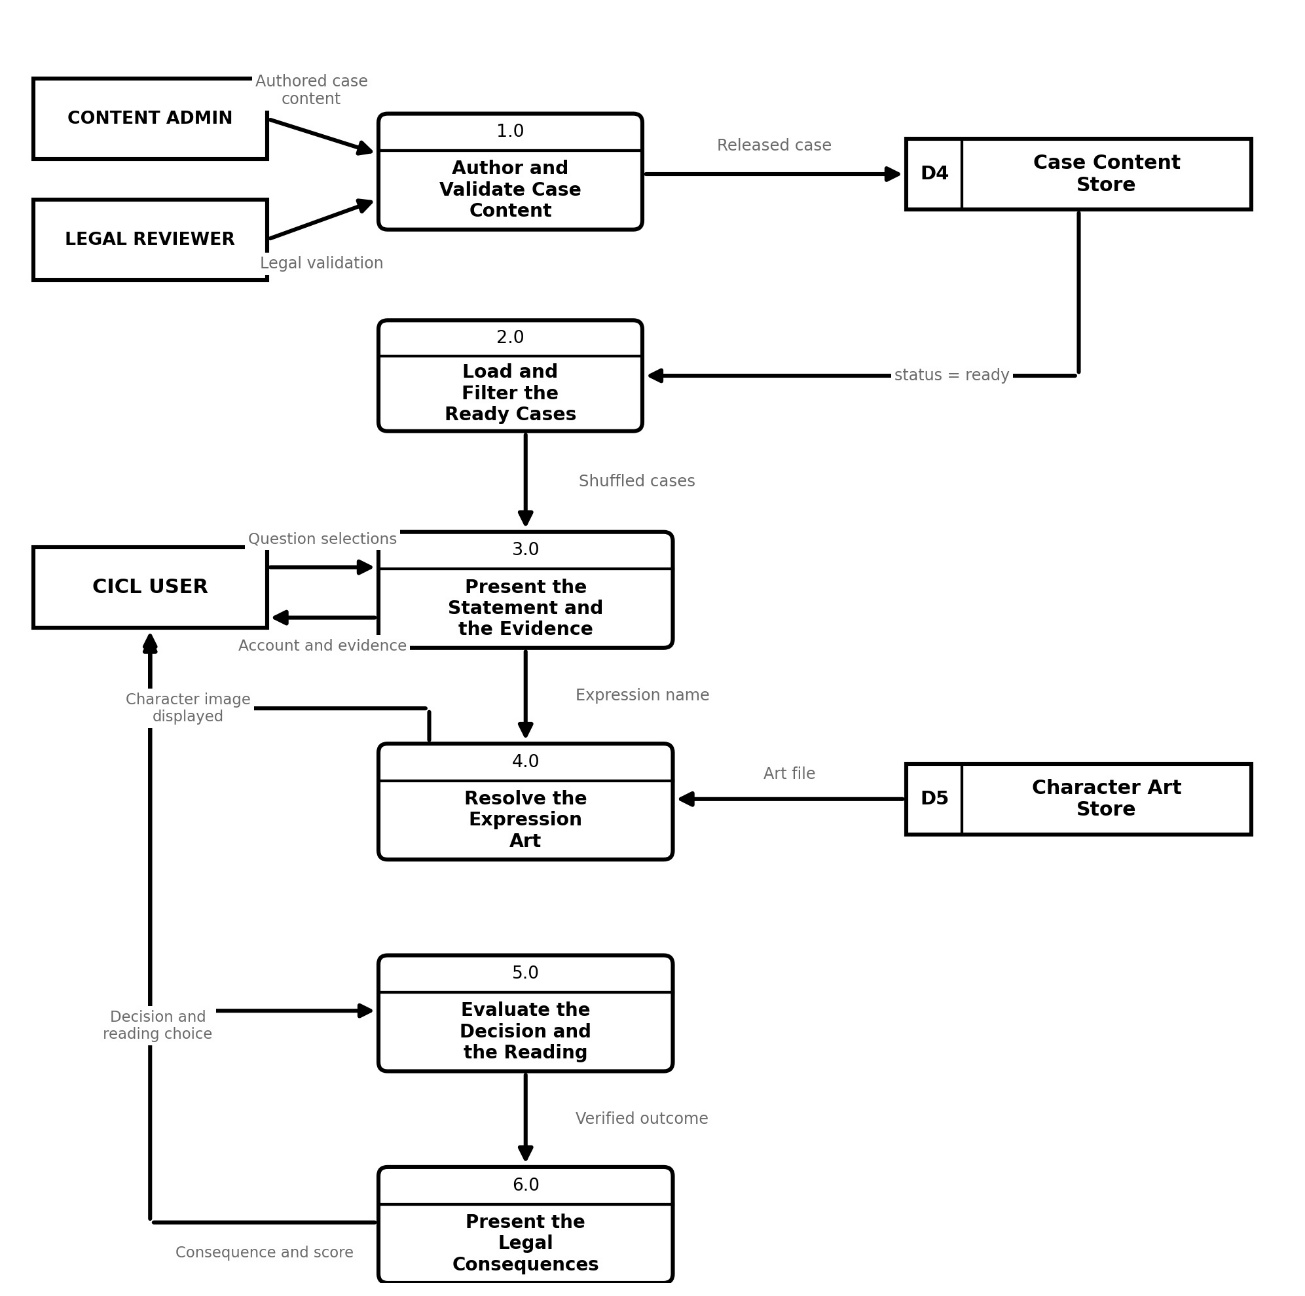 Authored case
content
CONTENT ADMIN
1.0
Author and
Validate Case
Content
Released case
D4
Case Content
Store
LEGAL REVIEWER
Legal validation
2.0
Load and
Filter the
Ready Cases
status = ready
Shuffled cases
Question selections
CICL USER
3.0
Present the
Statement and
the Evidence
Account and evidence
Character image
displayed
Expression name
4.0
Resolve the
Expression
Art
Art file
D5
Character Art
Store
5.0
Evaluate the
Decision and
the Reading
Decision and
reading choice
Verified outcome
6.0
Present the
Legal
Consequences
Consequence and score